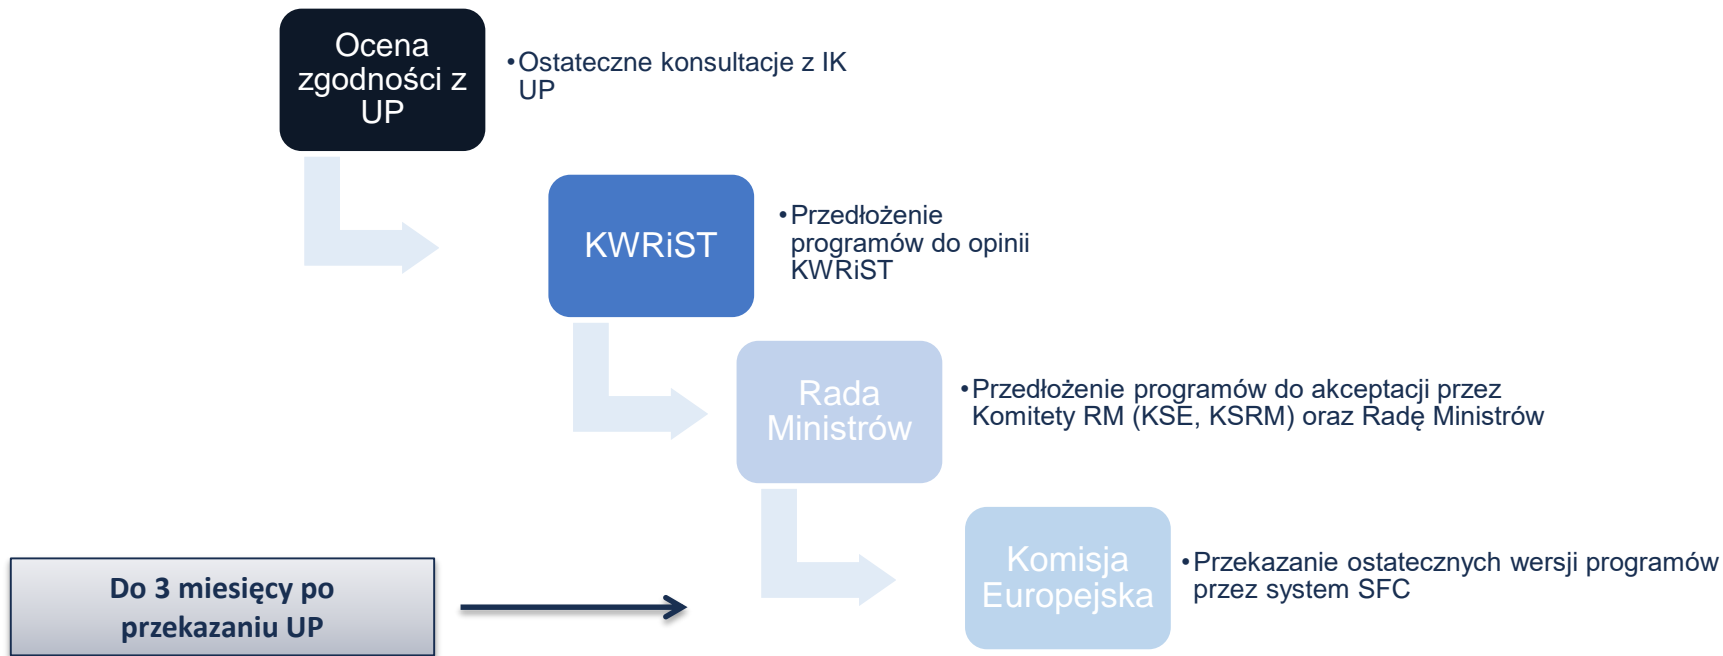 Ocena
zgodności z
UP
•Ostateczne konsultacje z IK
UP
KWRiST
•Przedłożenie
programów do opinii
KWRiST
Rada
Ministrów
•Przedłożenie programów do akceptacji przez
Komitety RM (KSE, KSRM) oraz Radę Ministrów
Komisja
Europejska
•Przekazanie ostatecznych wersji programów
przez system SFC
Do 3 miesięcy po
przekazaniu UP